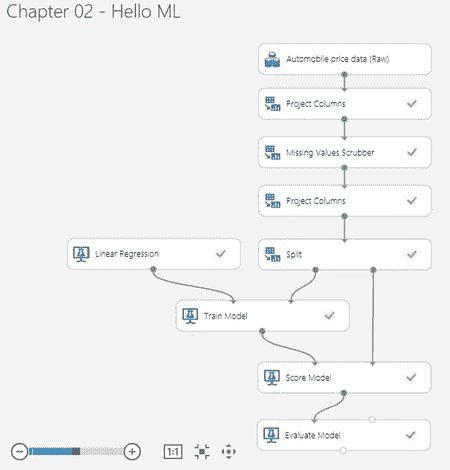 Chapter 02 - Hello ML
Automobile price data (Raw)
Project Columns
Missing Values Scrubber
Project Columns
Linear Regression
Split
Train Model
Score Model
Evaluate Model
1:1